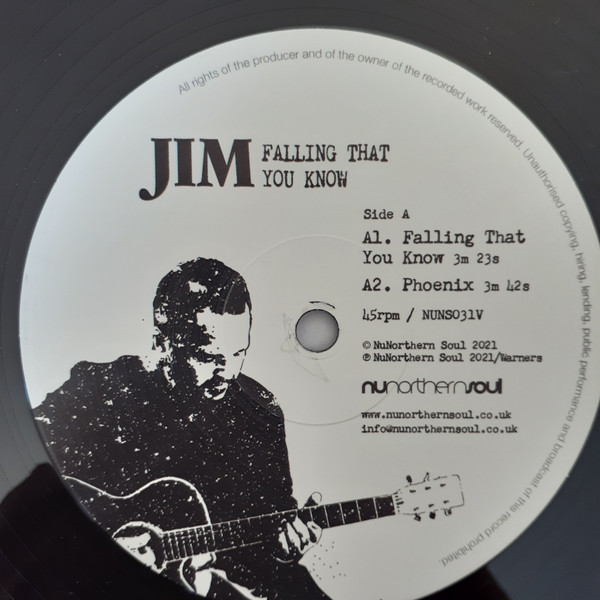 All rights of the producer and of the owner of the recorded work reserved. Unauthorised copying, hiring, lending, public performance and broadcast of this record prohibited.
JIM
FALLING THAT
YOU KNOW
Side A
A1. Falling That
You Know 3m 23s
A2. Phoenix 3m 42s
45rpm / NUNS031V
© NuNorthern Soul 2021
℗ NuNorthern Soul 2021/Warners
nunorthernsoul
www.nunorthernsoul.co.uk
info@nunorthernsoul.co.uk